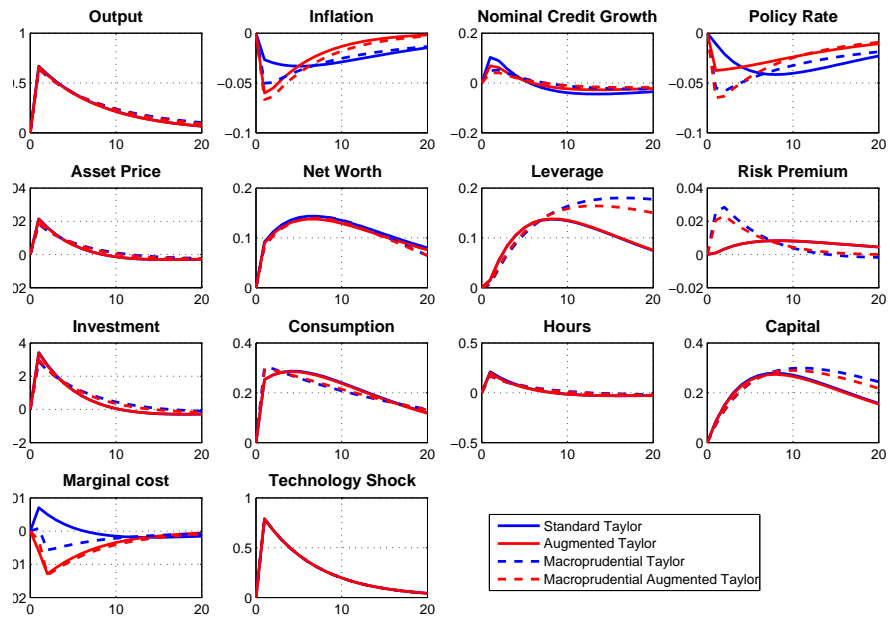 Output
1
0.5
0
0 10 20
Inflation
0
−0.05
−0.1
0 10 20
Nominal Credit Growth
0.2
0
−0.2
0 10 20
Policy Rate
0
−0.05
−0.1
0 10 20
Asset Price
04
02
0
02
0 10 20
Net Worth
0.2
0.1
0
0 10 20
Leverage
0.2
0.1
0
0 10 20
Risk Premium
0.04
0.02
0
−0.02
0 10 20
Investment
4
2
0
−2
0 10 20
Consumption
0.4
0.2
0
0 10 20
Hours
0.5
0
−0.5
0 10 20
Capital
0.4
0.2
0
0 10 20
Marginal cost
01
0
01
02
0 10 20
Technology Shock
1
0.5
0
0 10 20
Standard Taylor
Augmented Taylor
Macroprudential Taylor
Macroprudential Augmented Taylor